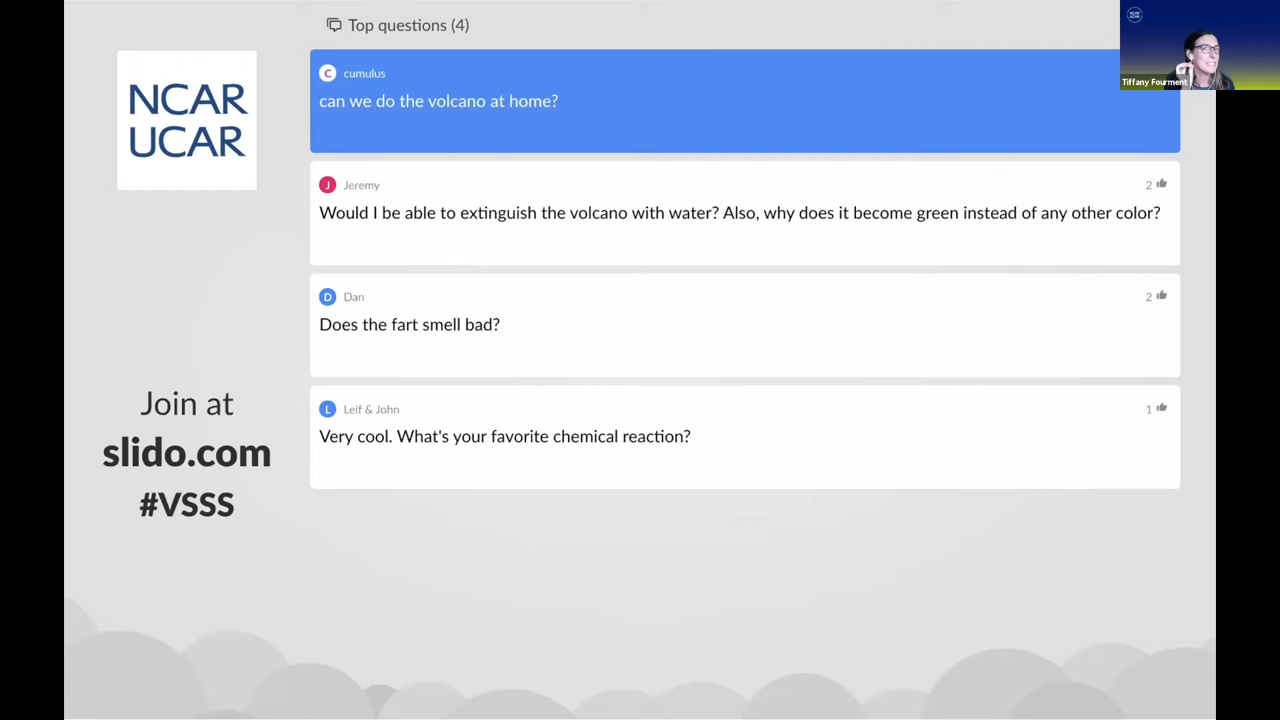 Top questions (4)
NCAR
UCAR
C cumulus
can we do the volcano at home?
J Jeremy
2
Would I be able to extinguish the volcano with water? Also, why does it become green instead of any other color?
D Dan
2
Does the fart smell bad?
L Leif & John
1
Very cool. What's your favorite chemical reaction?
Join at
slido.com
#VSSS
NCAR
UCAR
Tiffany Fourment